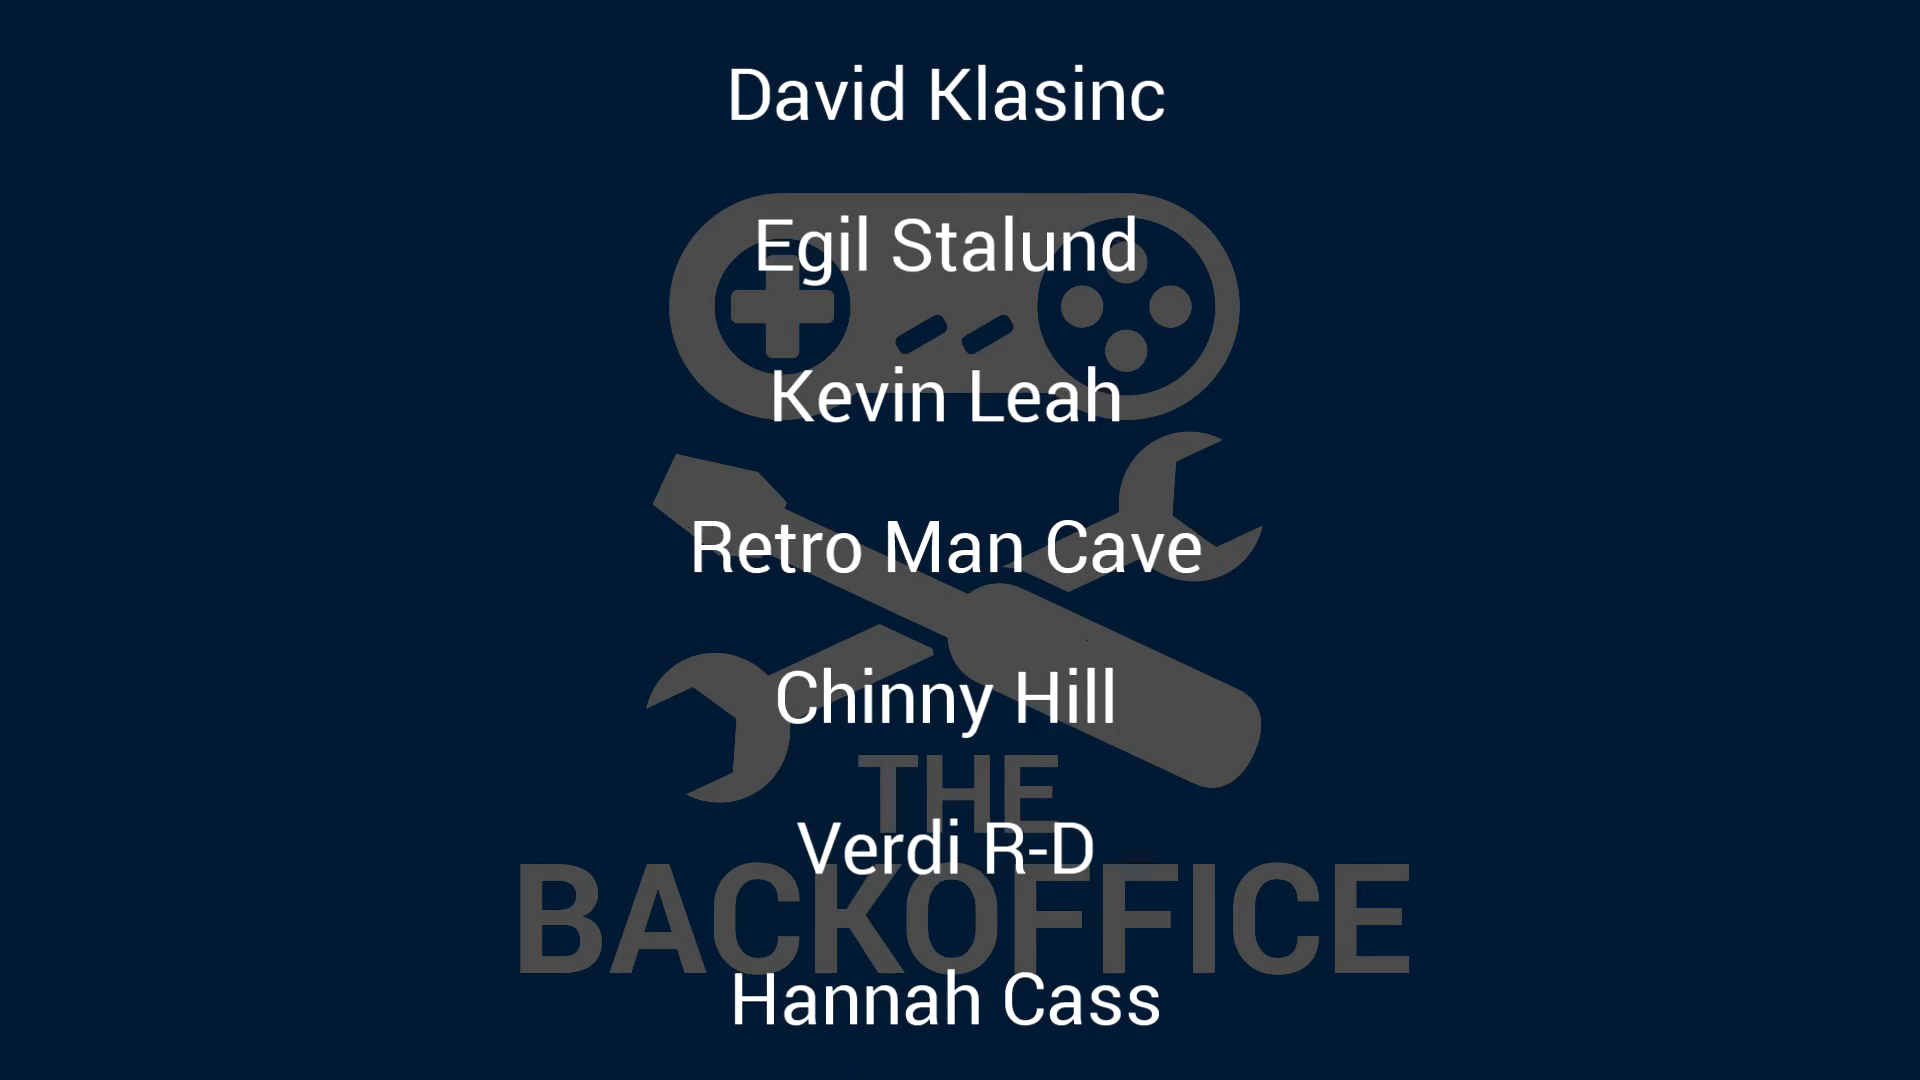 David Klasinc
Egil Stalund
Kevin Leah
Retro Man Cave
Chinny Hill
THE
Verdi R-D
BACKOFFICE
Hannah Cass